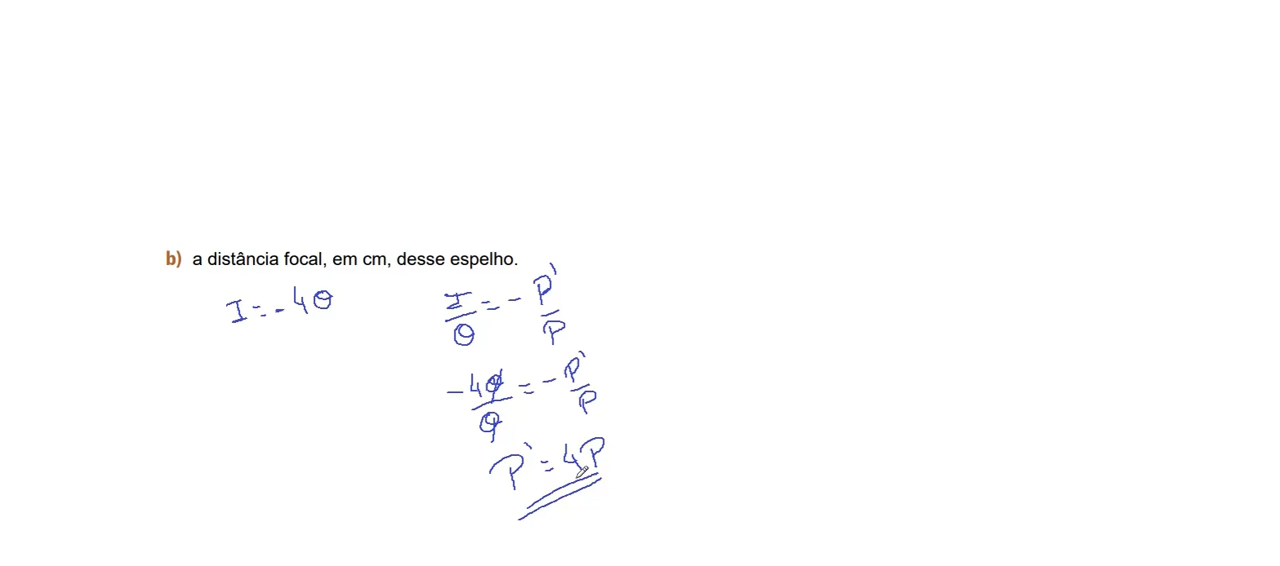 b) a distância focal, em cm, desse espelho.
I = - 4O
I/O = - P'/P
- 4O/O = - P'/P
P' = 4P